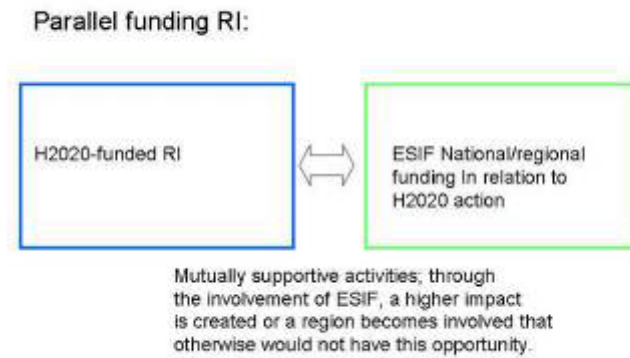 Parallel funding RI:
H2020-funded RI
ESIF National/regional
funding In relation to
H2020 action
Mutually supportive activities; through
the involvement of ESIF, a higher impact
is created or a region becomes involved that
otherwise would not have this opportunity.